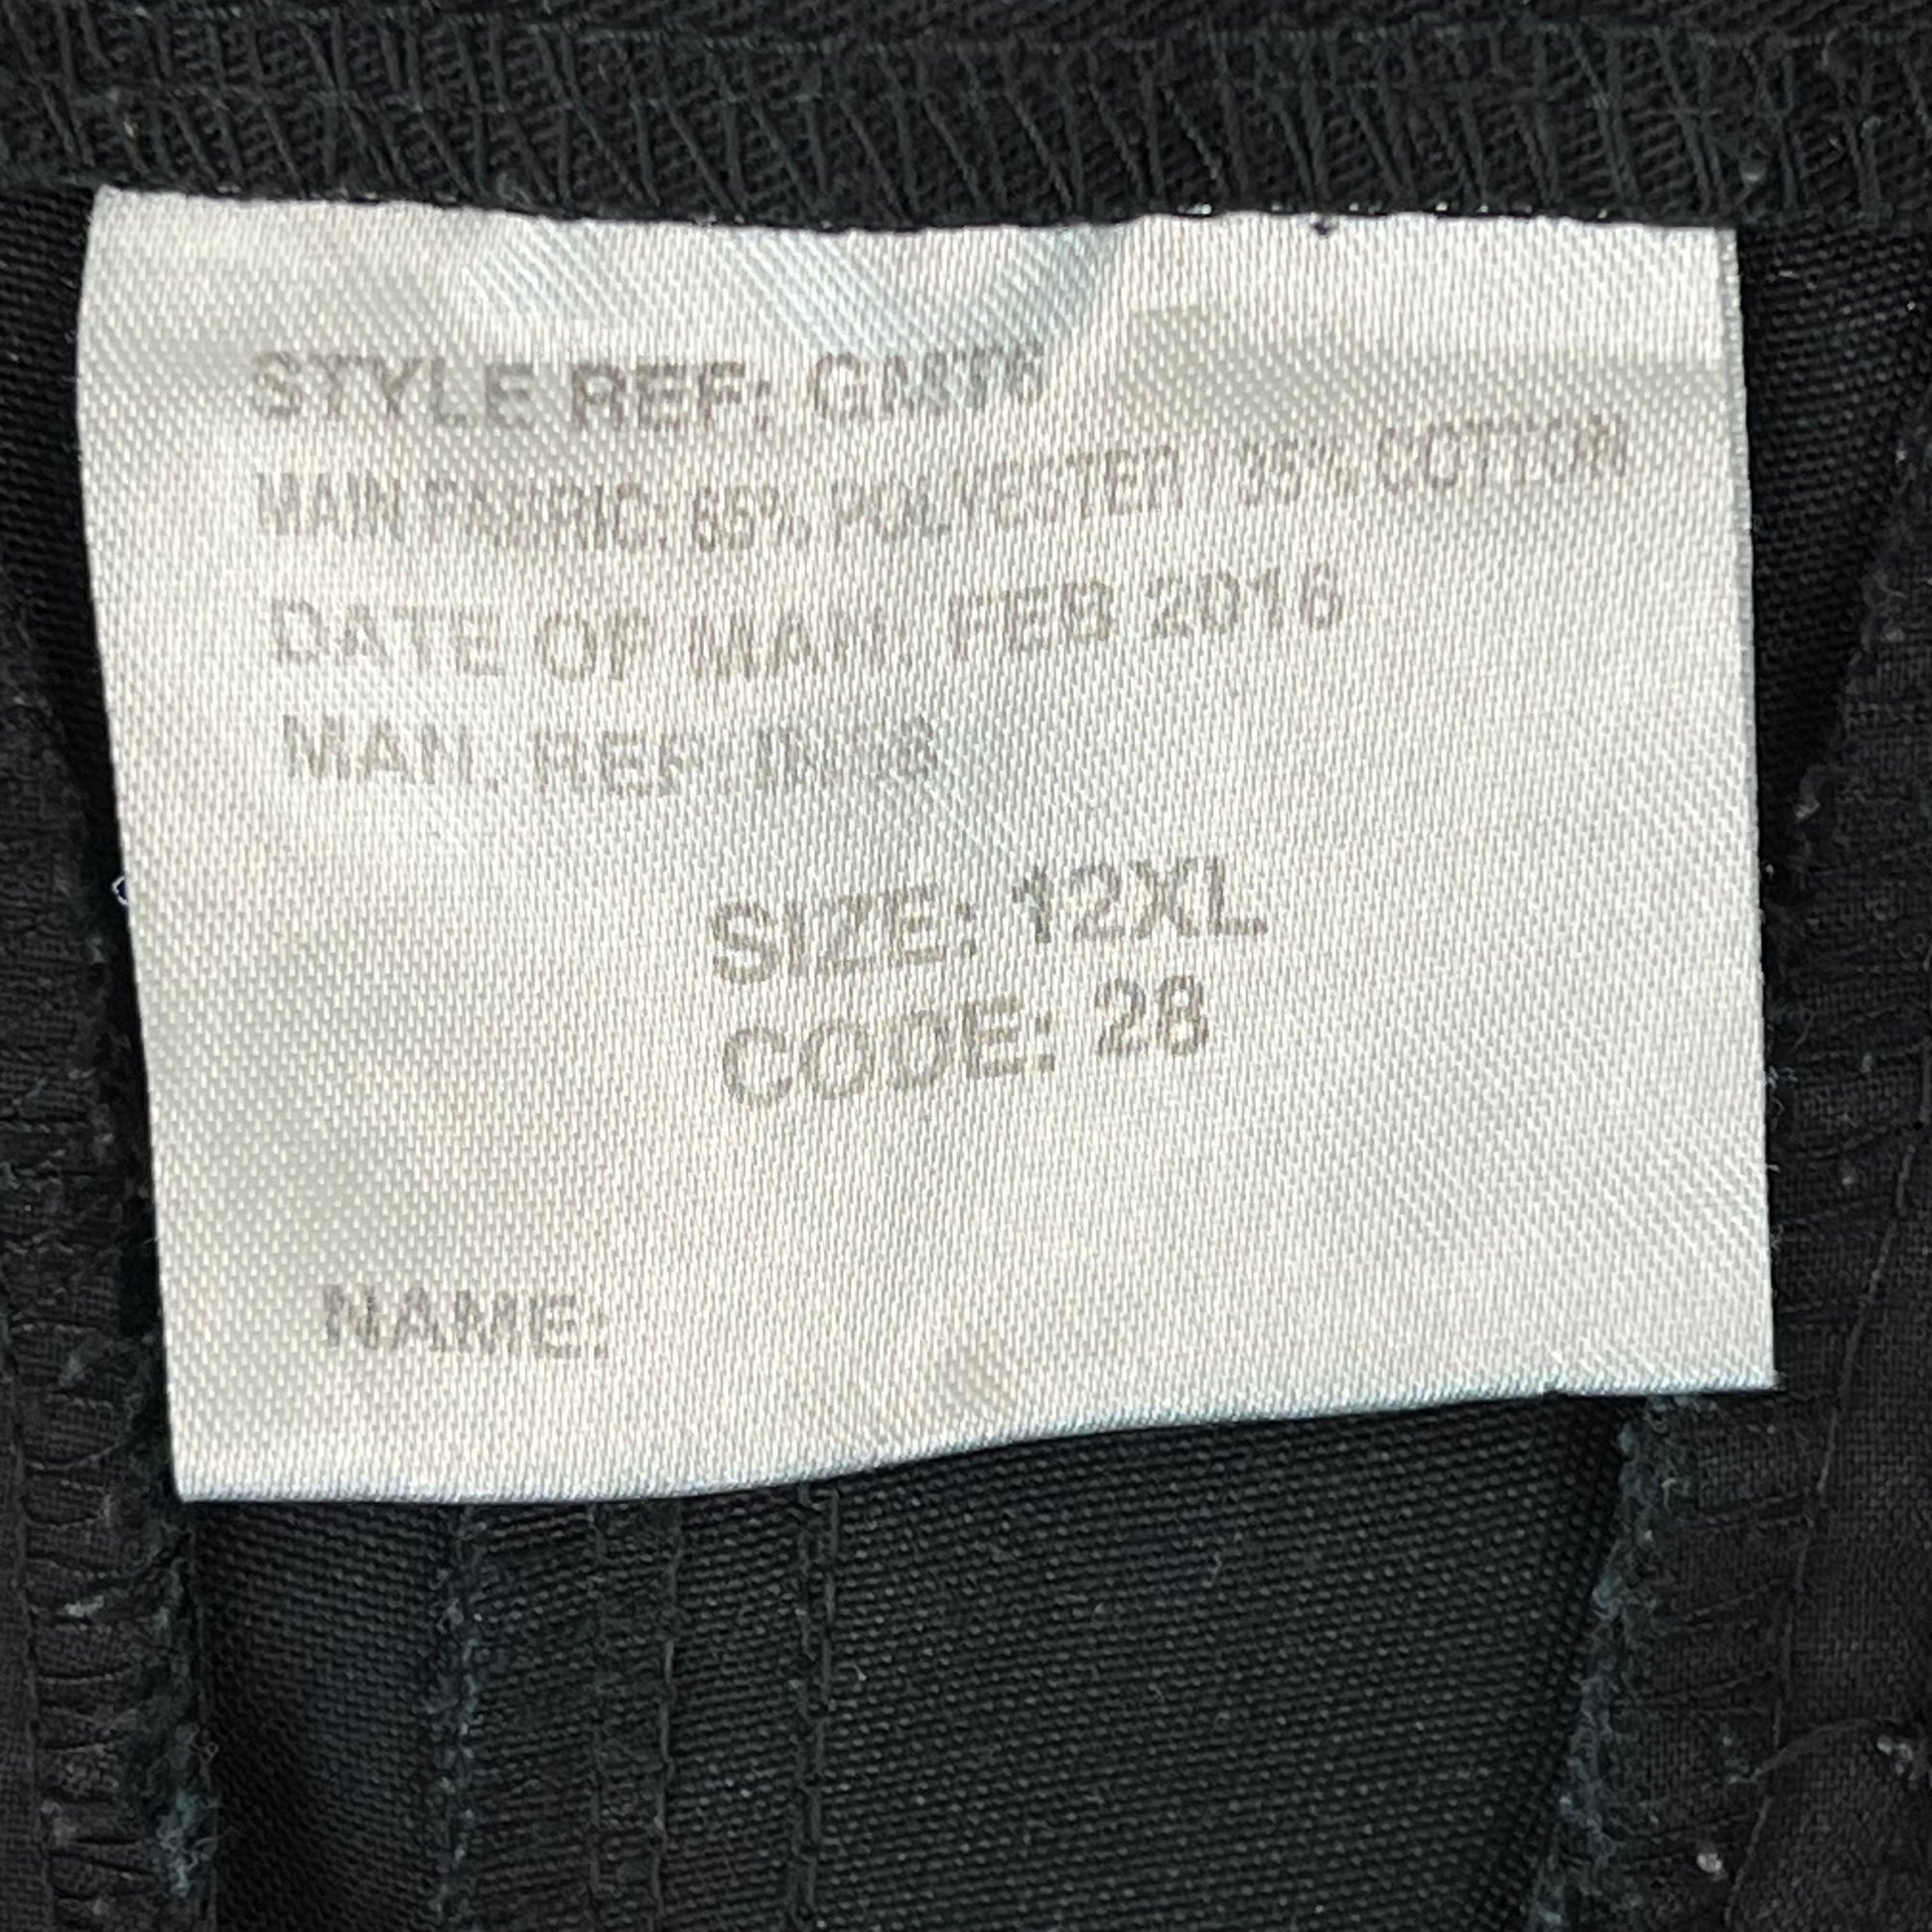 STYLE REF:
MAIN FABRIC: 65% POLYESTER / 35% COTTON
DATE OF MAN: FEB 2016
MAN. REF:
SIZE: 12XL
CODE: 28
NAME: